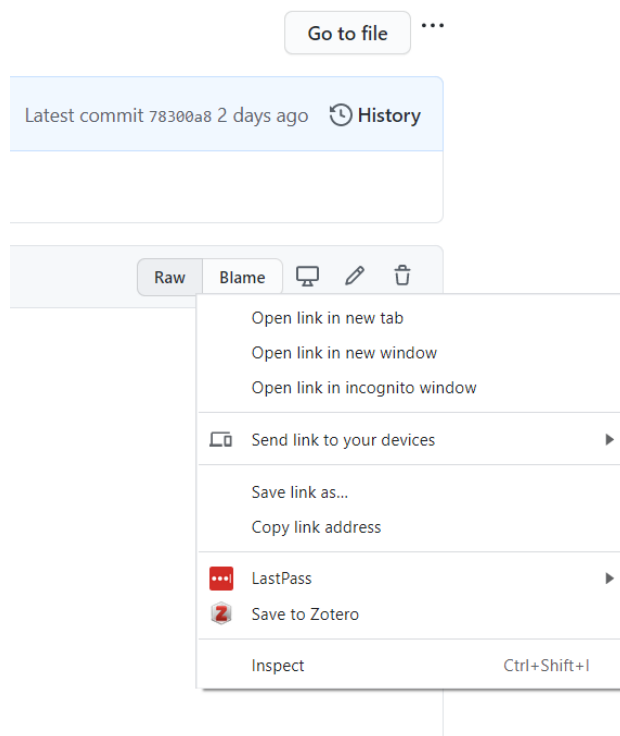 Go to file ...
Latest commit 78300a8 2 days ago History
Raw Blame
Open link in new tab
Open link in new window
Open link in incognito window
Send link to your devices
Save link as...
Copy link address
LastPass
Save to Zotero
Inspect Ctrl+Shift+I